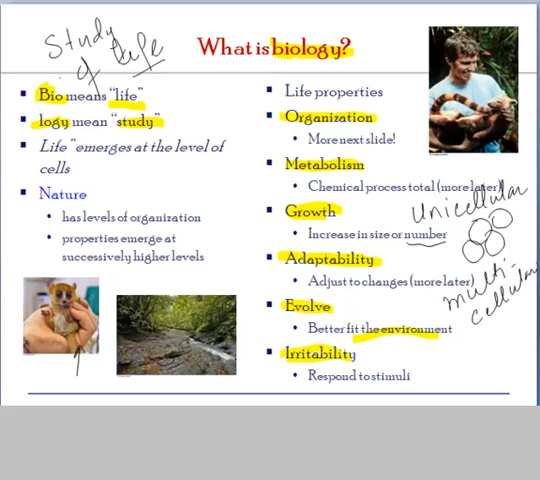 Study
of life
What is biology?
Bio means "life"
logy mean "study"
Life" emerges at the level of
cells
Nature
has levels of organization
properties emerge at
successively higher levels
Life properties
Organization
More next slide!
Metabolism
Chemical process total (more later)
Growth
Increase in size or number
Adaptability
Adjust to changes (more later)
Evolve
Better fit the environment
Irritability
Respond to stimuli
unicellular
multi-
cellular